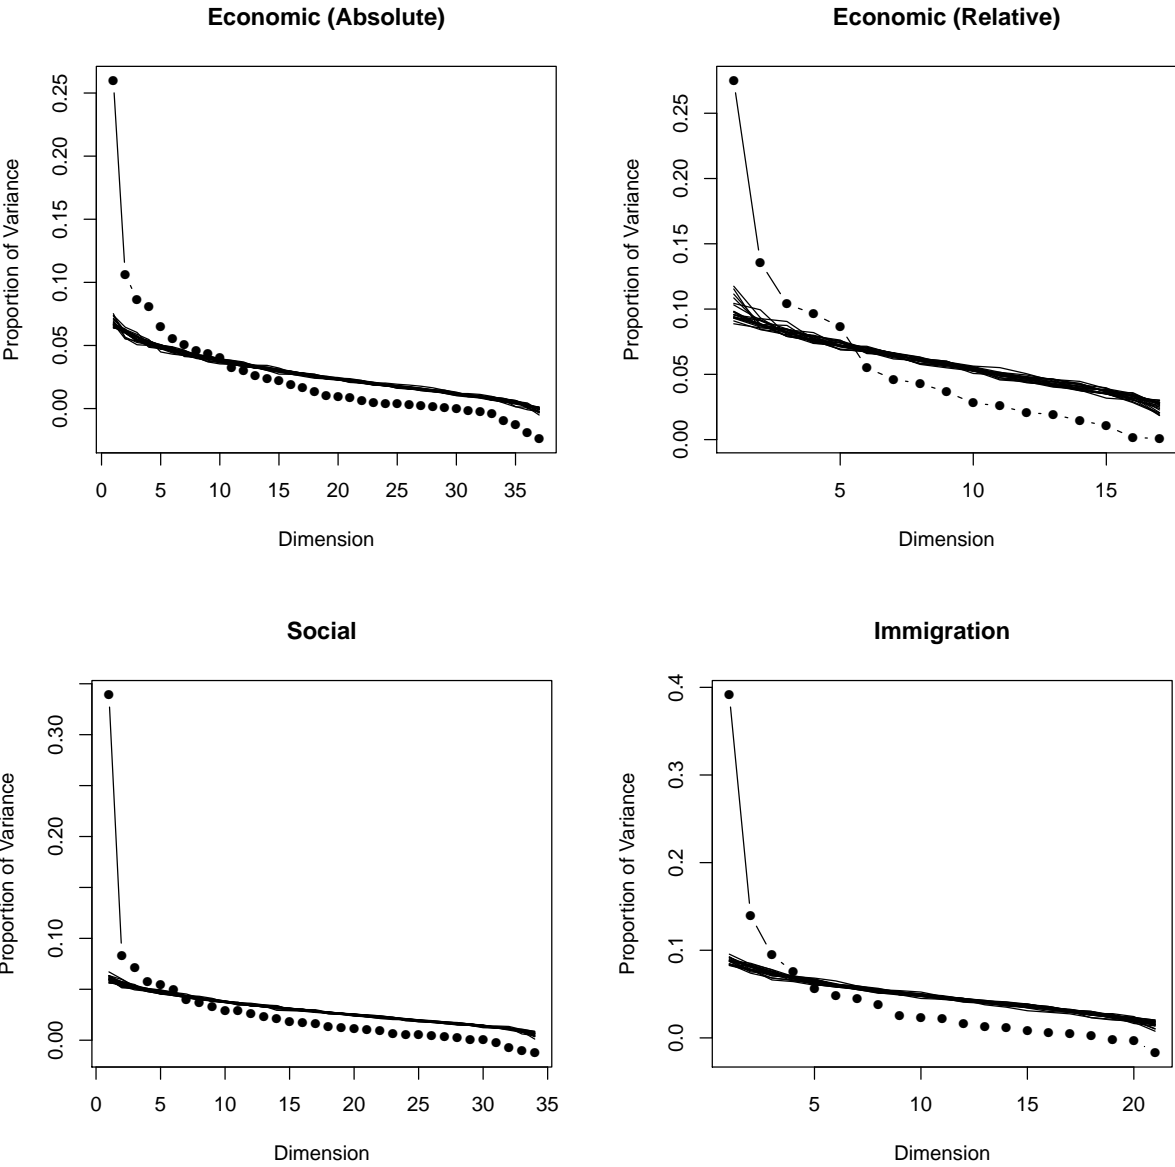 Economic (Absolute)
Proportion of Variance
0.25
0.20
0.15
0.10
0.05
0.00
0 5 10 15 20 25 30 35
Dimension
Economic (Relative)
Proportion of Variance
0.25
0.20
0.15
0.10
0.05
0.00
5 10 15
Dimension
Social
Proportion of Variance
0.30
0.20
0.10
0.00
0 5 10 15 20 25 30 35
Dimension
Immigration
Proportion of Variance
0.4
0.3
0.2
0.1
0.0
5 10 15 20
Dimension